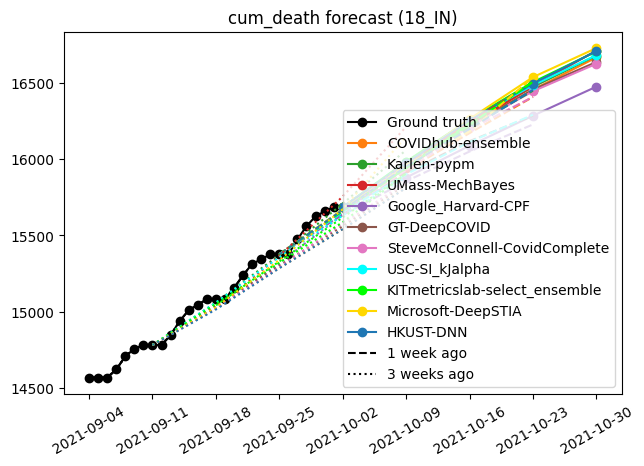 cum_death forecast (18_IN)
16500
16000
15500
15000
14500
Ground truth
COVIDhub-ensemble
Karlen-pypm
UMass-MechBayes
Google_Harvard-CPF
GT-DeepCOVID
SteveMcConnell-CovidComplete
USC-SI_kJalpha
KITmetricslab-select_ensemble
Microsoft-DeepSTIA
HKUST-DNN
1 week ago
3 weeks ago
2021-09-04
2021-09-11
2021-09-18
2021-09-25
2021-10-02
2021-10-09
2021-10-16
2021-10-23
2021-10-30